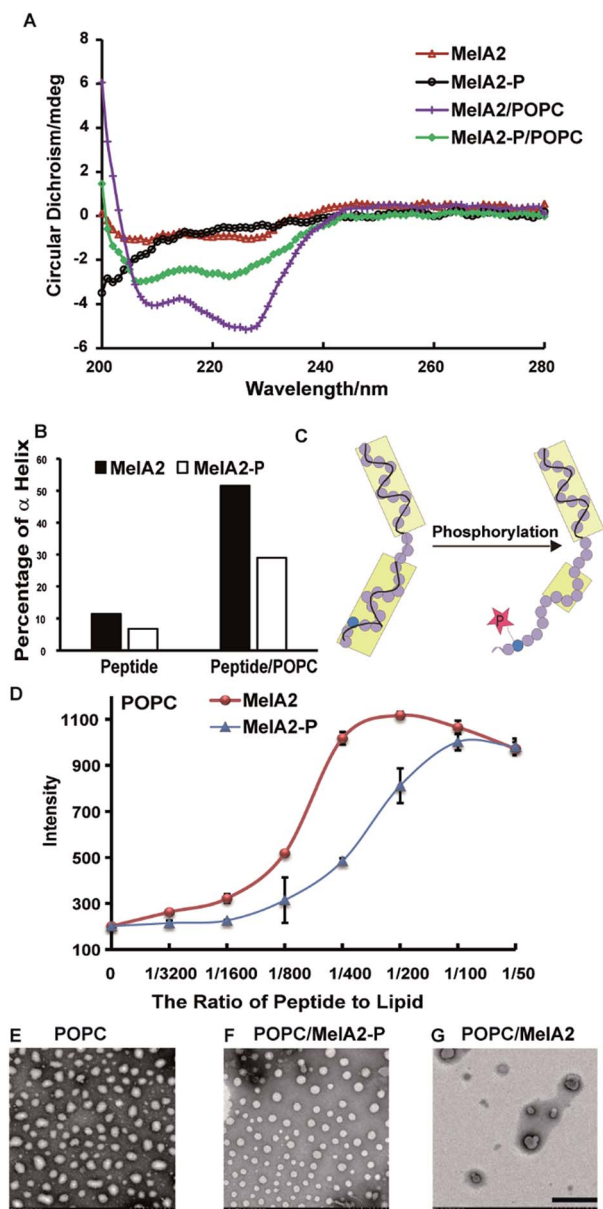 A
MelA2
MelA2-P
MelA2/POPC
MelA2-P/POPC
Circular Dichroism/mdeg
8
6
4
2
0
-2
-4
-6
200 220 240 260 280
Wavelength/nm
B
MelA2 MelA2-P
Percentage of α Helix
60
50
40
30
20
10
0
Peptide Peptide/POPC
C
Phosphorylation
P
D
POPC
MelA2
MelA2-P
Intensity
1100
900
700
500
300
100
0 1/3200 1/1600 1/800 1/400 1/200 1/100 1/50
The Ratio of Peptide to Lipid
E POPC
F POPC/MelA2-P
G POPC/MelA2